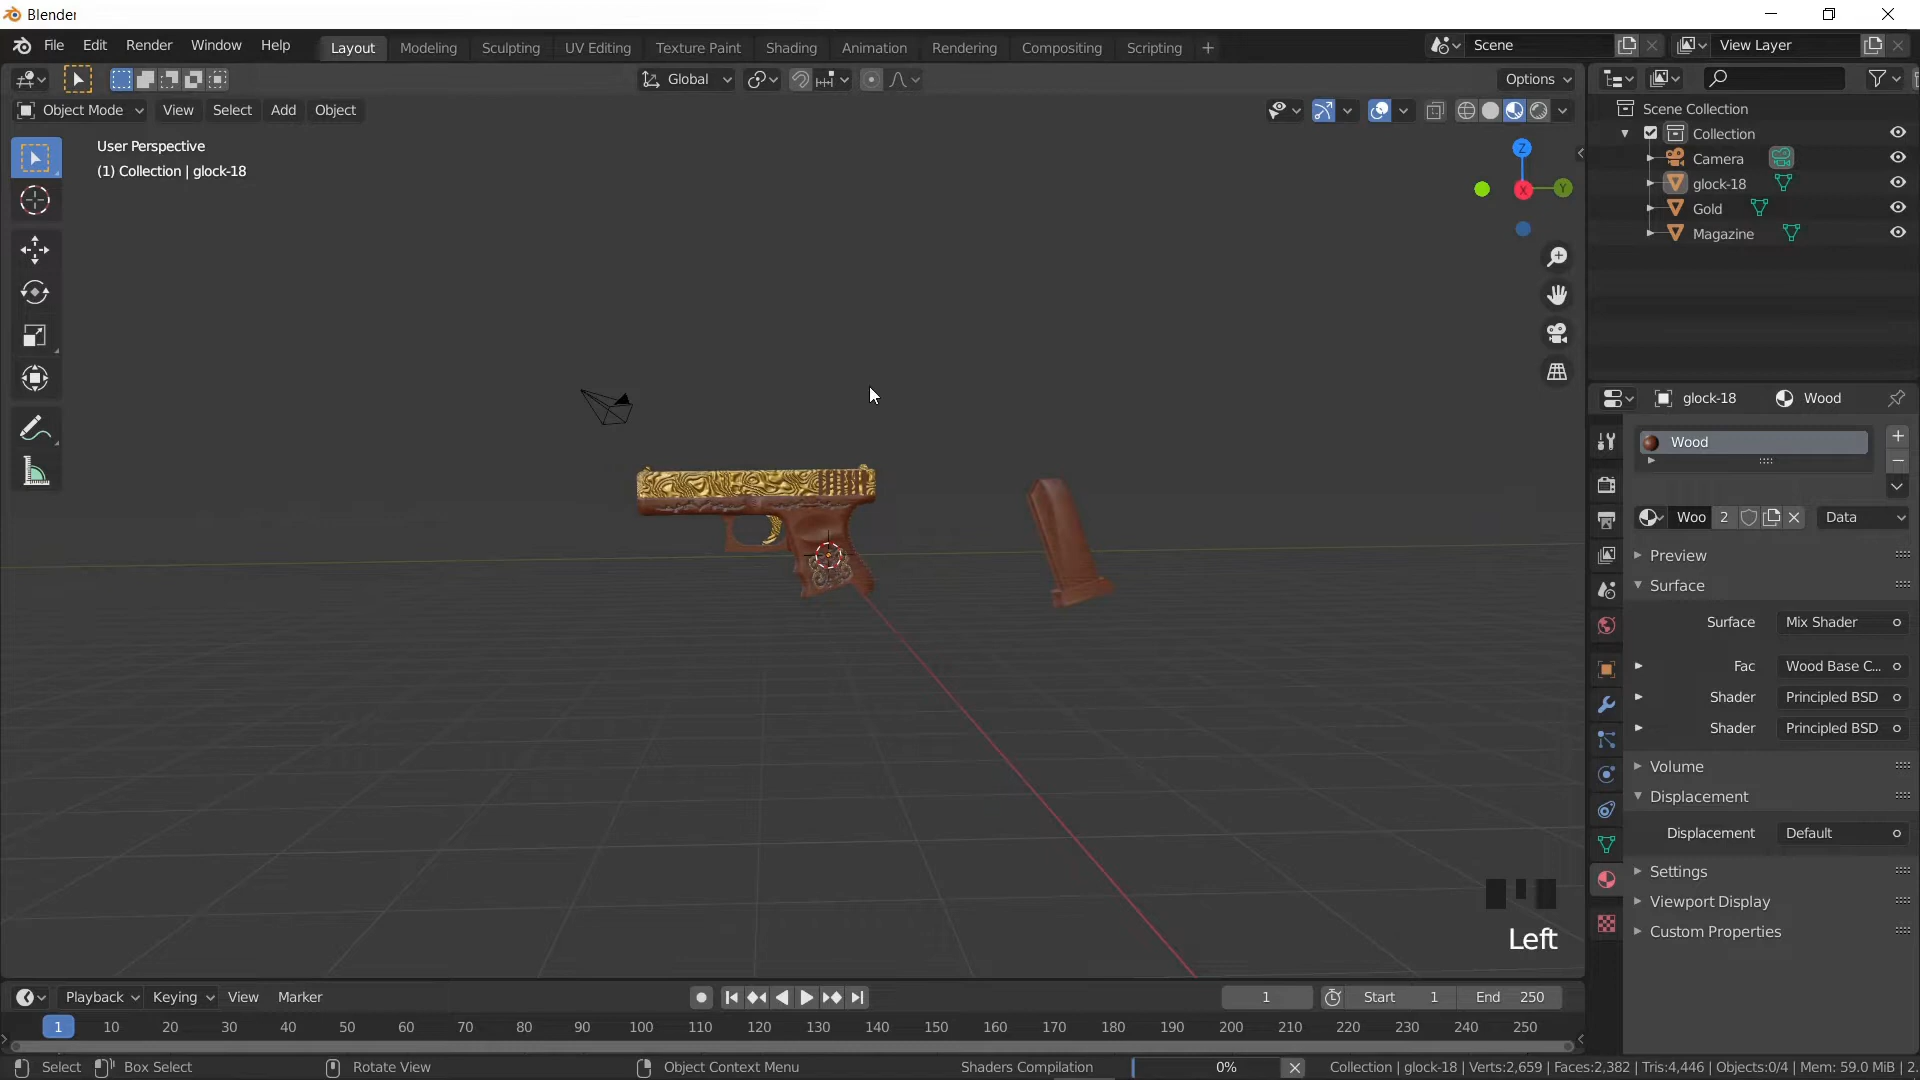 Blender
File Edit Render Window Help Layout Modeling Sculpting UV Editing Texture Paint Shading Animation Rendering Compositing Scripting + Scene View Layer
Global Options
Object Mode View Select Add Object
User Perspective
(1) Collection | glock-18
Z
X
Y
Scene Collection
Collection
Camera
glock-18
Gold
Magazine
glock-18 Wood
Wood
Woo 2 Data
Preview
Surface
Surface Mix Shader
Fac Wood Base C...
Shader Principled BSD
Shader Principled BSD
Volume
Displacement
Displacement Default
Settings
Viewport Display
Custom Properties
Left
Playback Keying View Marker 1 Start 1 End 250
1 10 20 30 40 50 60 70 80 90 100 110 120 130 140 150 160 170 180 190 200 210 220 230 240 250
Select Box Select Rotate View Object Context Menu Shaders Compilation 0% Collection | glock-18 | Verts:2,659 | Faces:2,382 | Tris:4,446 | Objects:0/4 | Mem: 59.0 MiB | 2.